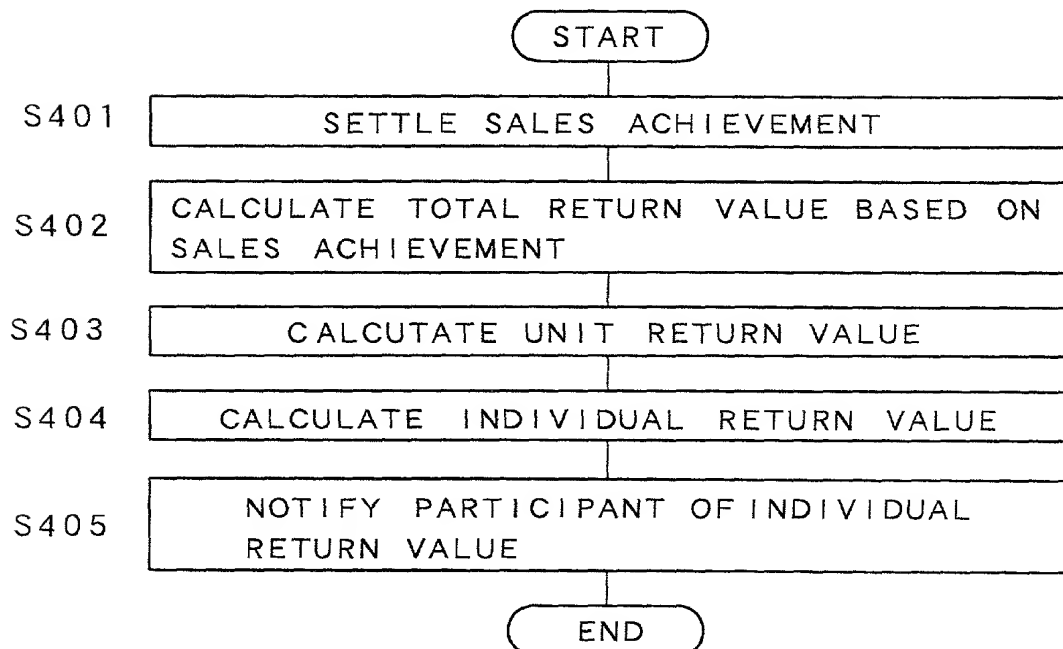 START
S401 SETTLE SALES ACHIEVEMENT
S402 CALCULATE TOTAL RETURN VALUE BASED ON
SALES ACHIEVEMENT
S403 CALCUTATE UNIT RETURN VALUE
S404 CALCULATE INDIVIDUAL RETURN VALUE
S405 NOTIFY PARTICIPANT OF INDIVIDUAL
RETURN VALUE
END